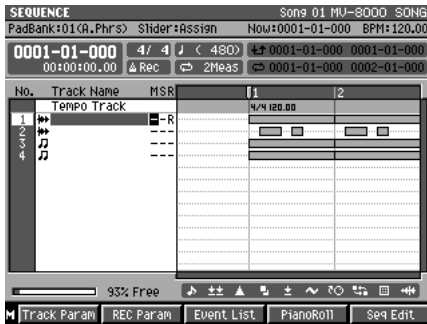 SEQUENCE Song 01 MV-8000 SONG
PadBank:01(A.Phrs) Slider:Assign Now:0001-01-000 BPM:120.00
0001-01-000 4/ 4 ♩ ( 480) 0001-01-000 0001-01-000
00:00:00.00 Rec 2Meas 0001-01-000 0002-01-000
No. Track Name MSR 1 2
Tempo Track 4/4 120.00
1 --R
2 ---
3 ---
4 ---
93% Free
M Track Param REC Param Event List PianoRoll Seq Edit